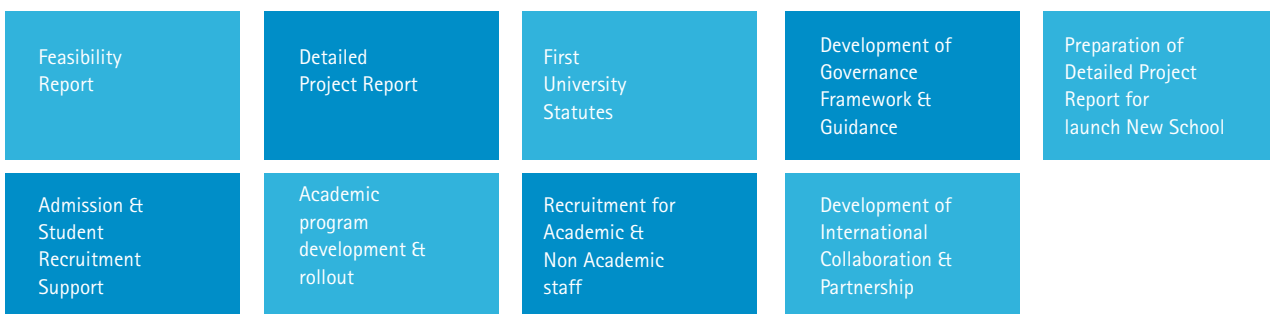 Feasibility
Report
Detailed
Project Report
First
University
Statutes
Development of
Governance
Framework &
Guidance
Preparation of
Detailed Project
Report for
launch New School
Admission &
Student
Recruitment
Support
Academic
program
development &
rollout
Recruitment for
Academic &
Non Academic
staff
Development of
International
Collaboration &
Partnership